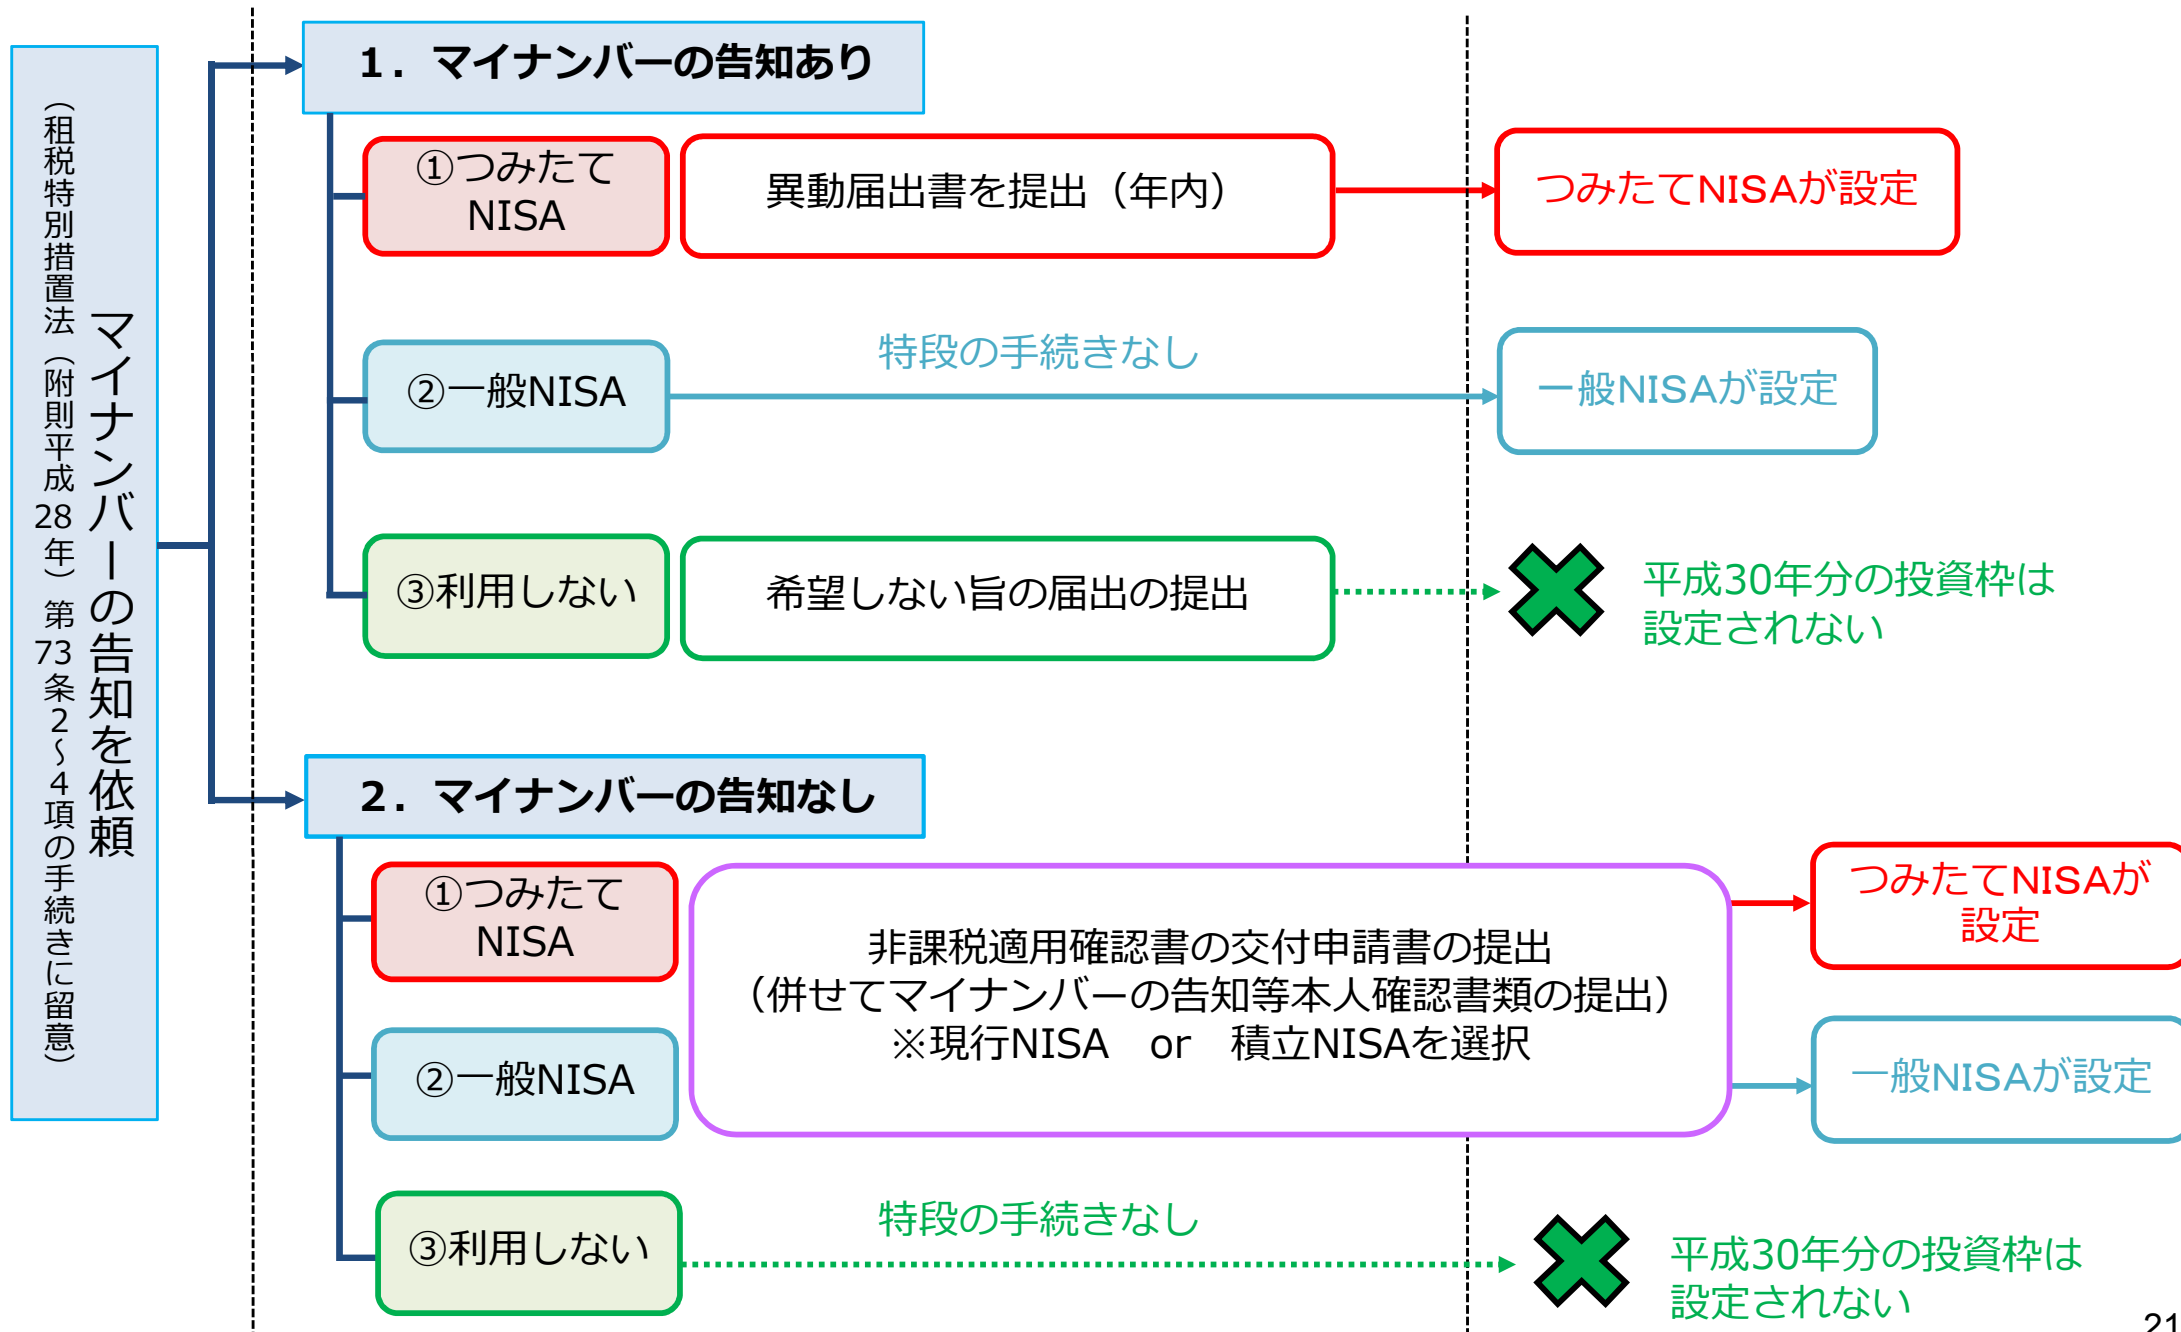 マイナンバーの告知を依頼
（租税特別措置法（附則平成28年）第73条2～4項の手続きに留意）
１．マイナンバーの告知あり
①つみたて
NISA
異動届出書を提出（年内）
つみたてNISAが設定
②一般NISA
特段の手続きなし
一般NISAが設定
③利用しない
希望しない旨の届出の提出
平成30年分の投資枠は
設定されない
２．マイナンバーの告知なし
①つみたて
NISA
②一般NISA
非課税適用確認書の交付申請書の提出
（併せてマイナンバーの告知等本人確認書類の提出）
※現行NISA　or　積立NISAを選択
つみたてNISAが
設定
一般NISAが設定
③利用しない
特段の手続きなし
平成30年分の投資枠は
設定されない
21